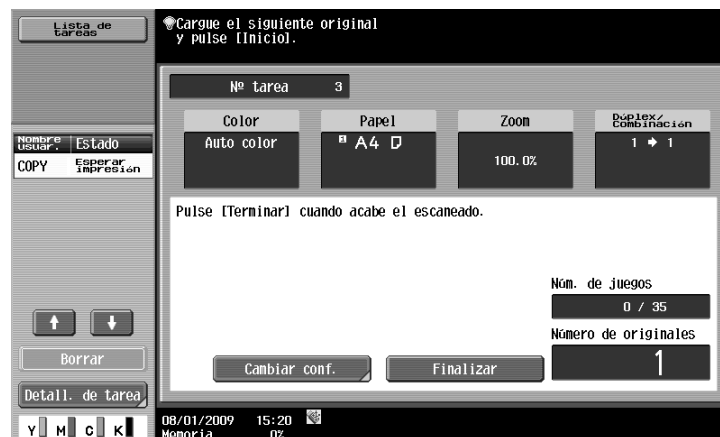 Lista de
tareas
Cargue el siguiente original
y pulse [Inicio].
Nº tarea 3
Color
Auto color
Papel
A4
Zoom
100.0%
Dúplex/
Combinación
1 → 1
Nombre
usuar.
Estado
COPY
Esperar
impresión
Pulse [Terminar] cuando acabe el escaneado.
Núm. de juegos
0 / 35
Número de originales
1
Cambiar conf.
Finalizar
Borrar
Detall. de tarea
Y M C K
08/01/2009 15:20
Memoria 0%